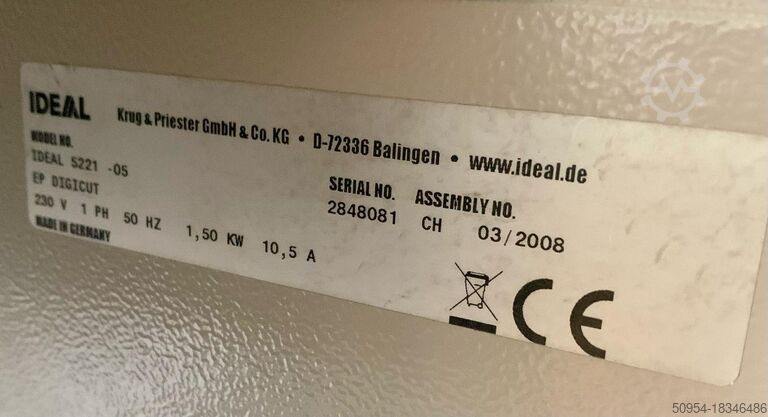 IDEAL Krug & Priester GmbH & Co. KG • D-72336 Balingen • www.ideal.de
MODEL NO.
IDEAL 5221 -05
EP DIGICUT
230 V 1 PH 50 HZ 1,50 KW 10,5 A
MADE IN GERMANY
SERIAL NO. ASSEMBLY NO.
2848081 CH 03/2008
CE
50954-18346486